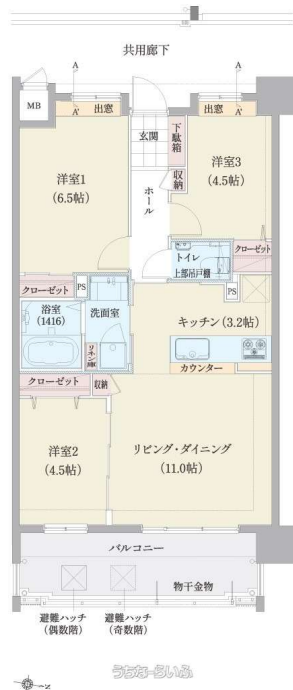 共用廊下
A
A
MB
A'
出窓
出窓
A'
玄関
下駄箱
洋室1
(6.5帖)
収納
洋室3
(4.5帖)
ホール
トイレ
上部吊戸棚
クローゼット
クローゼット
PS
PS
浴室
(1416)
洗面室
キッチン(3.2帖)
リネン庫
カウンター
クローゼット
収納
洋室2
(4.5帖)
リビング・ダイニング
(11.0帖)
バルコニー
物干金物
避難ハッチ
(偶数階)
避難ハッチ
(奇数階)
N
うちなーらいふ